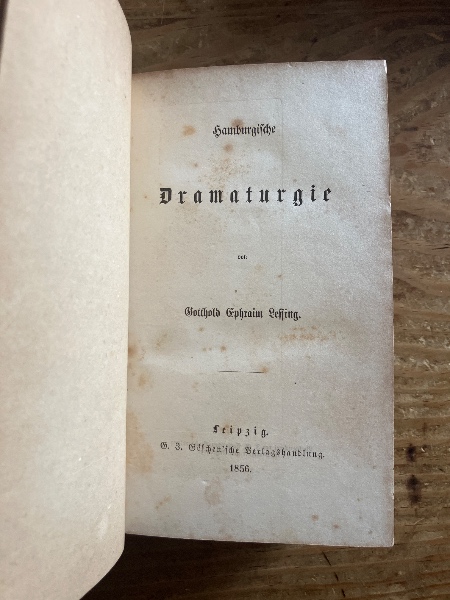 Hamburgische
Dramaturgie
von
Gotthold Ephraim Lessing.
Leipzig.
G. J. Göschen'sche Verlagshandlung.
1856.